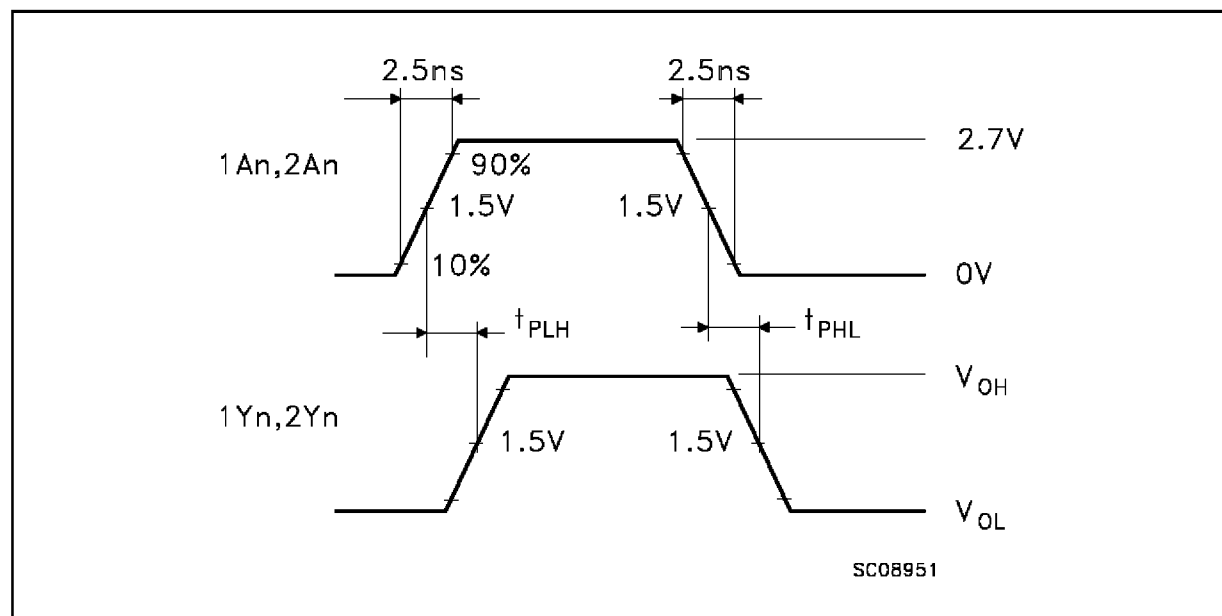 2.5ns 2.5ns
2.7V
1An,2An
90%
1.5V 1.5V
10%
0V
tPLH tPHL
VOH
1Yn,2Yn
1.5V 1.5V
VOL
SC08951